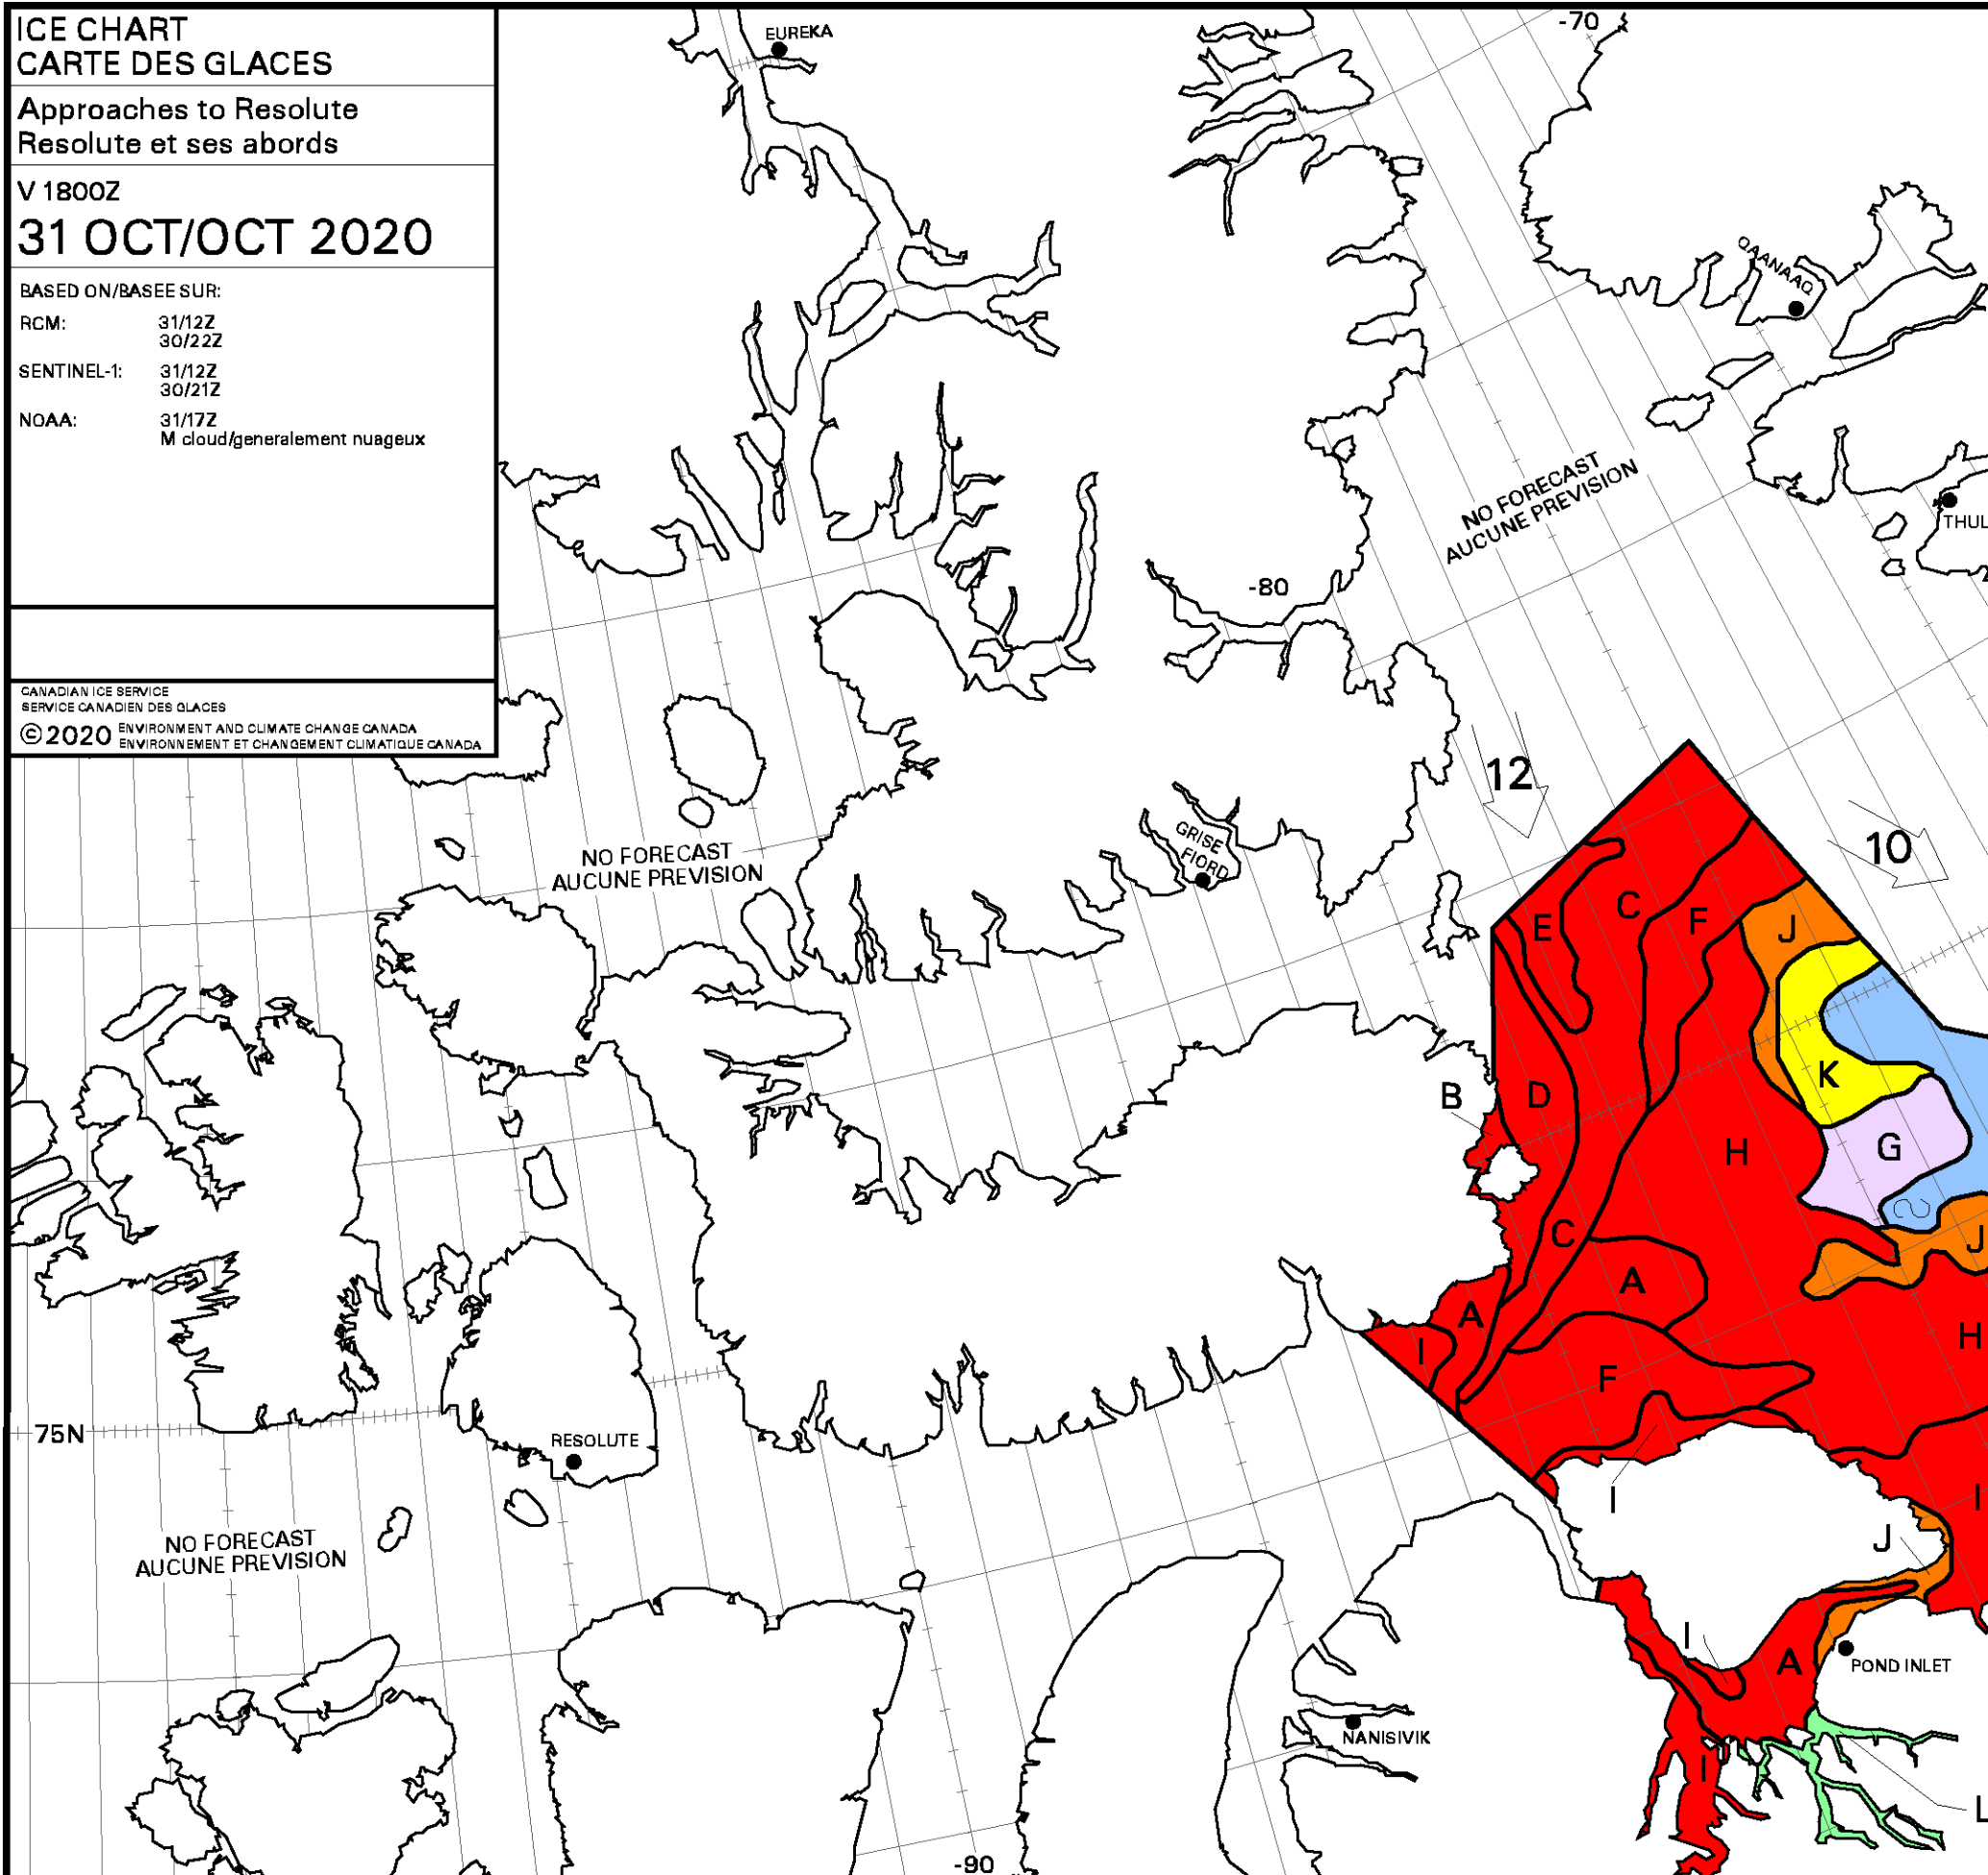 ICE CHART
CARTE DES GLACES
Approaches to Resolute
Resolute et ses abords
V 1800Z
31 OCT/OCT 2020
BASED ON/BASEE SUR:
RCM: 31/12Z
30/22Z
SENTINEL-1: 31/12Z
30/21Z
NOAA: 31/17Z
M cloud/generalement nuageux
CANADIAN ICE SERVICE
SERVICE CANADIEN DES GLACES
©2020 ENVIRONMENT AND CLIMATE CHANGE CANADA
ENVIRONNEMENT ET CHANGEMENT CLIMATIQUE CANADA
EUREKA
-70
QAANAAQ
NO FORECAST
AUCUNE PREVISION
THUL
-80
12
10
GRISE
FIORD
NO FORECAST
AUCUNE PREVISION
E
C
F
J
K
B
D
H
G
C
A
J
A
I
H
F
75N
RESOLUTE
I
I
NO FORECAST
AUCUNE PREVISION
J
I
A
POND INLET
NANISIVIK
I
L
-90